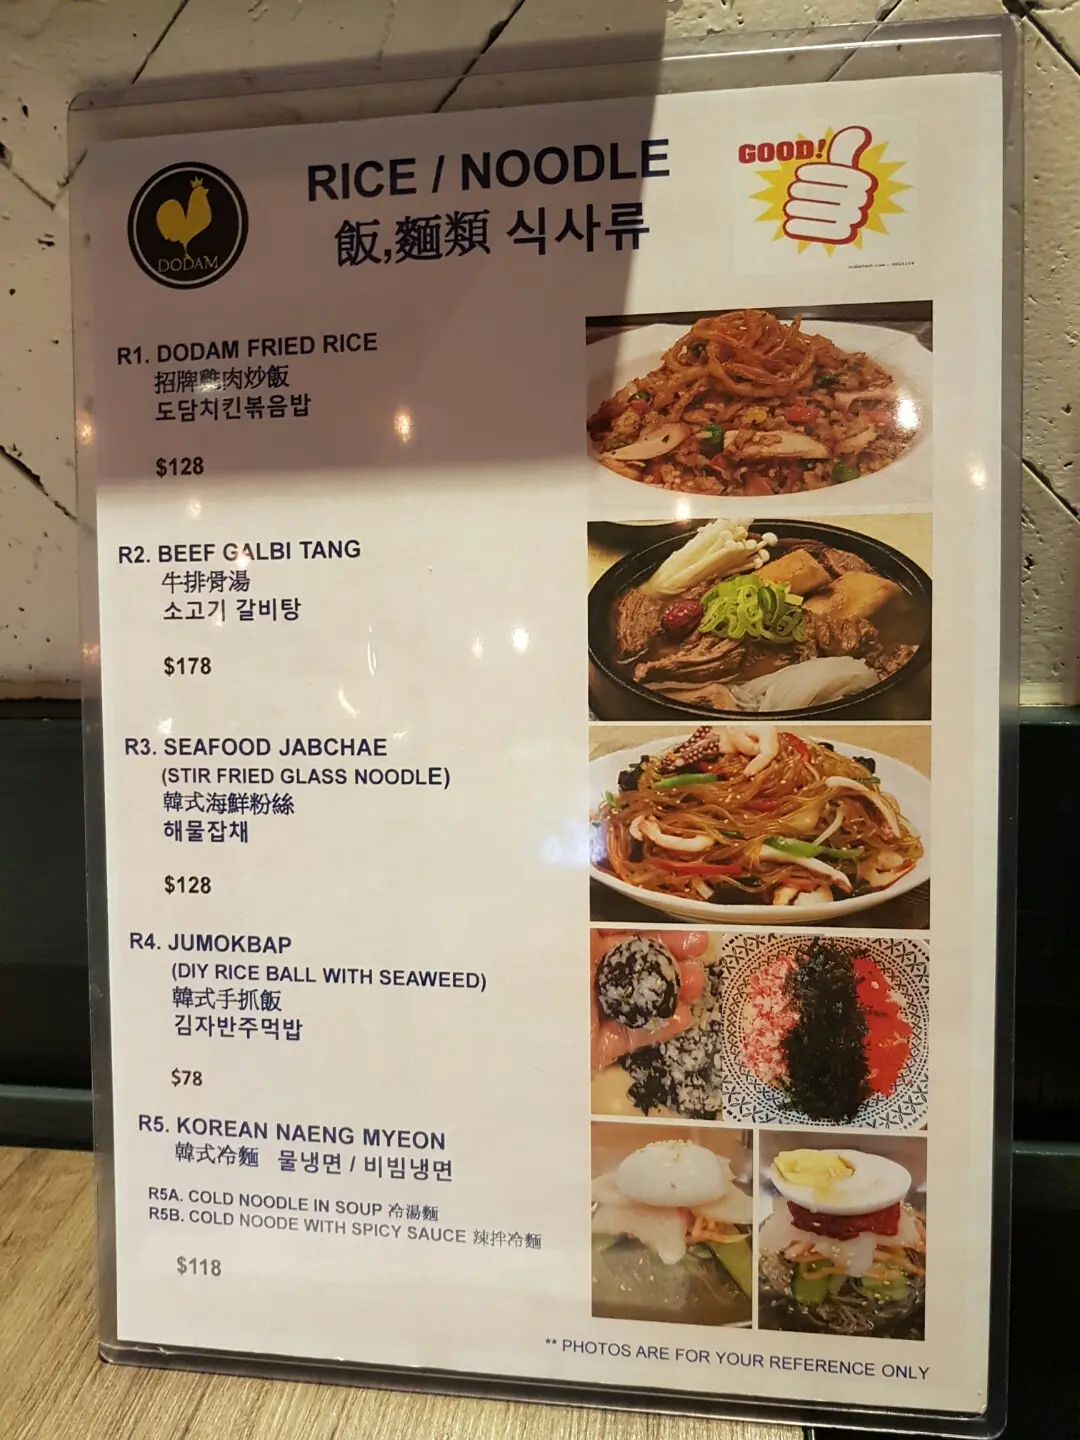 DODAM
RICE / NOODLE
飯,麵類 식사류
GOOD!
R1. DODAM FRIED RICE
招牌雞肉炒飯
도담치킨볶음밥
$128
R2. BEEF GALBI TANG
牛排骨湯
소고기 갈비탕
$178
R3. SEAFOOD JABCHAE
(STIR FRIED GLASS NOODLE)
韓式海鮮粉絲
해물잡채
$128
R4. JUMOKBAP
(DIY RICE BALL WITH SEAWEED)
韓式手抓飯
김자반주먹밥
$78
R5. KOREAN NAENG MYEON
韓式冷麵 물냉면 / 비빔냉면
R5A. COLD NOODLE IN SOUP 冷湯麵
R5B. COLD NOODE WITH SPICY SAUCE 辣拌冷麵
$118
** PHOTOS ARE FOR YOUR REFERENCE ONLY